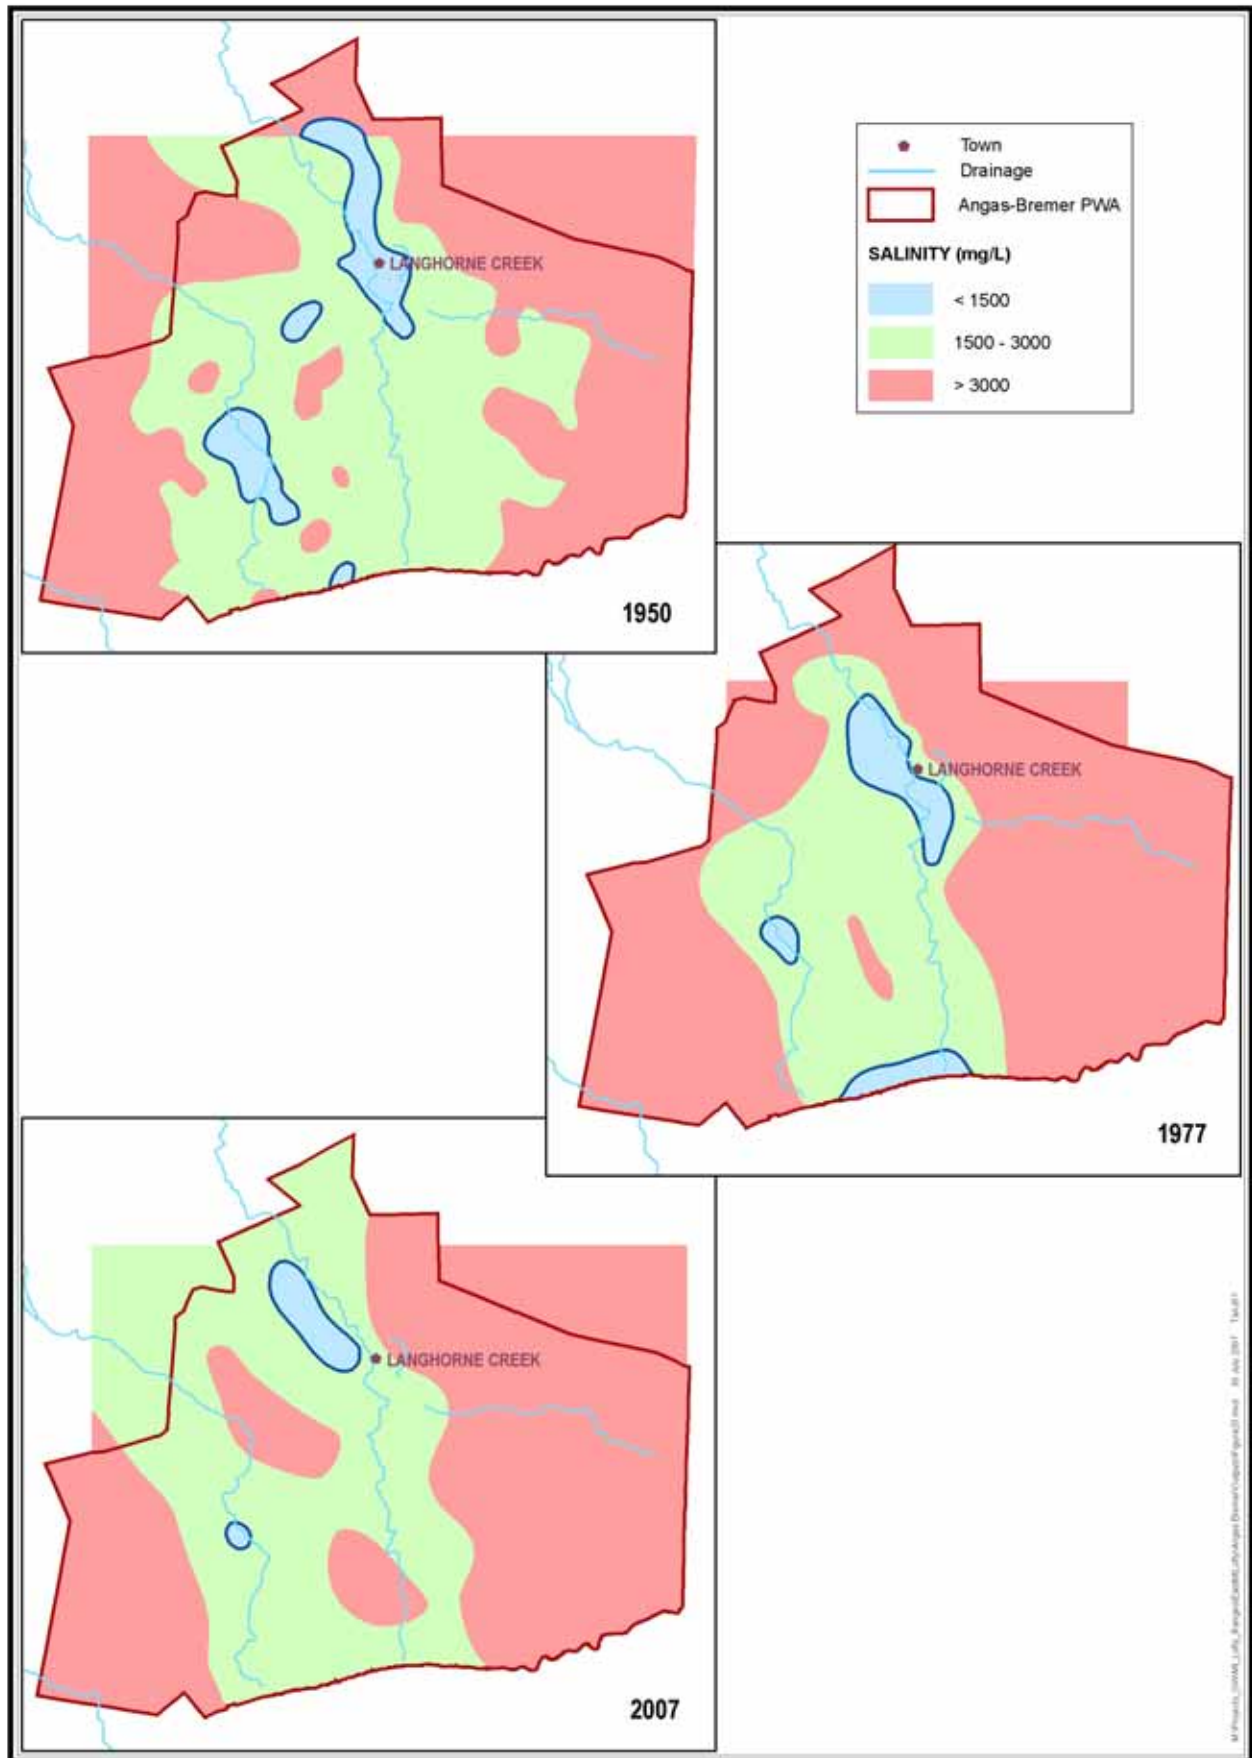 Town
Drainage
Angas-Bremer PWA
SALINITY (mg/L)
< 1500
1500 - 3000
> 3000
LANGHORNE CREEK
1950
LANGHORNE CREEK
1977
LANGHORNE CREEK
2007